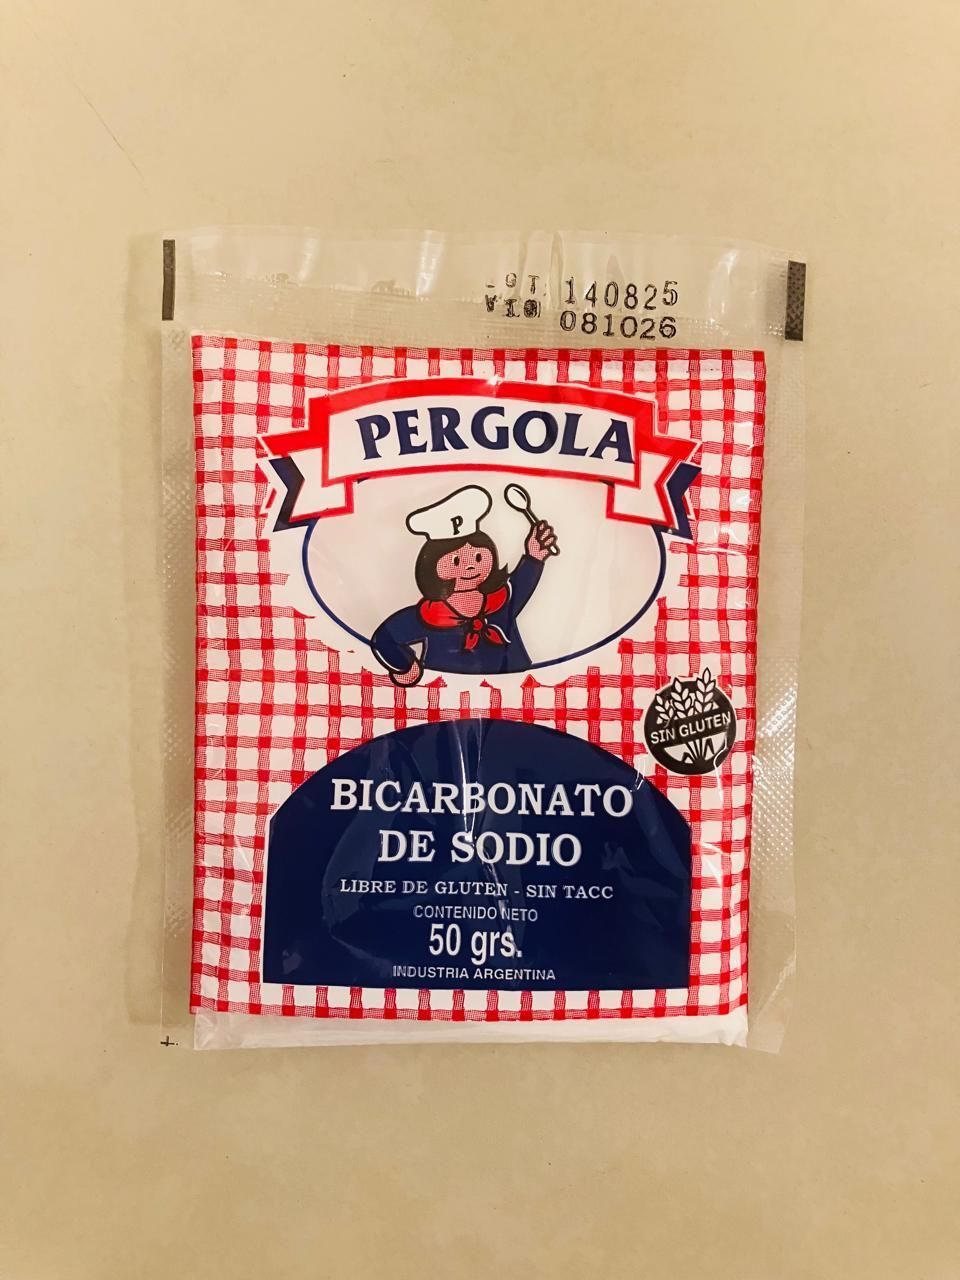 140825
081026
PERGOLA
P
SIN GLUTEN
BICARBONATO
DE SODIO
LIBRE DE GLUTEN - SIN TACC
CONTENIDO NETO
50 grs.
INDUSTRIA ARGENTINA